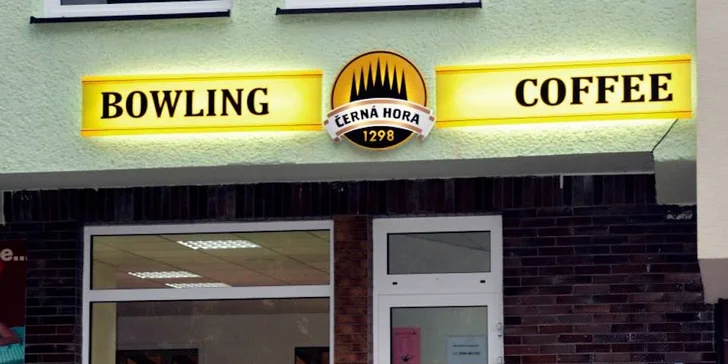 BOWLING
ČERNÁ HORA
1298
COFFEE
e...